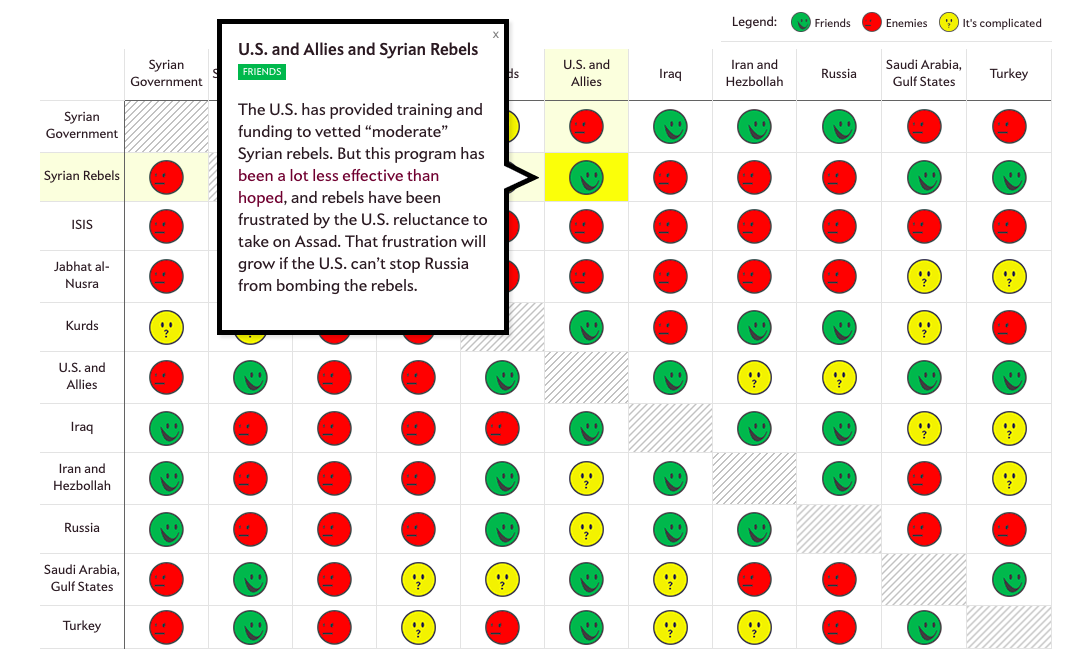 Legend: Friends Enemies It's complicated
x
U.S. and Allies and Syrian Rebels
FRIENDS
The U.S. has provided training and
funding to vetted “moderate”
Syrian rebels. But this program has
been a lot less effective than
hoped, and rebels have been
frustrated by the U.S. reluctance to
take on Assad. That frustration will
grow if the U.S. can’t stop Russia
from bombing the rebels.
Syrian
Government
U.S. and
Allies
Iraq
Iran and
Hezbollah
Russia
Saudi Arabia,
Gulf States
Turkey
Syrian
Government
Syrian Rebels
ISIS
Jabhat al-
Nusra
Kurds
U.S. and
Allies
Iraq
Iran and
Hezbollah
Russia
Saudi Arabia,
Gulf States
Turkey